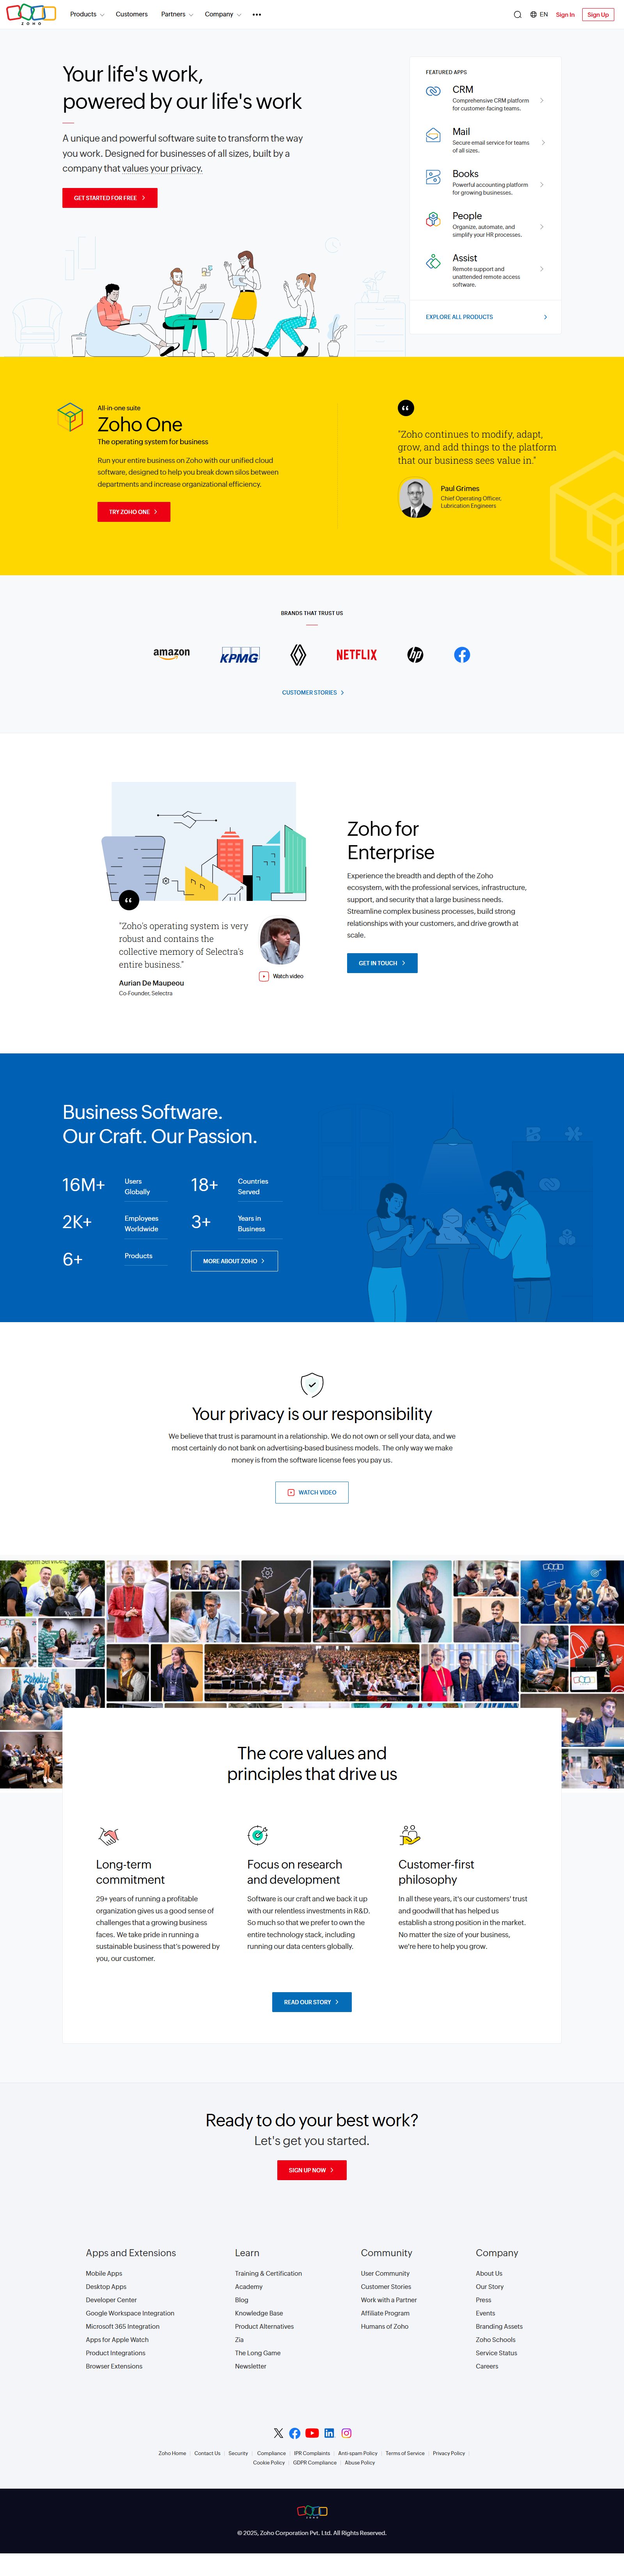 ZOHO
Products Customers Partners Company
EN Sign In Sign Up
Your life's work,
powered by our life's work
A unique and powerful software suite to transform the way
you work. Designed for businesses of all sizes, built by a
company that values your privacy.
GET STARTED FOR FREE
FEATURED APPS
CRM
Comprehensive CRM platform
for customer-facing teams.
Mail
Secure email service for teams
of all sizes.
Books
Powerful accounting platform
for growing businesses.
People
Organize, automate, and
simplify your HR processes.
Assist
Remote support and
unattended remote access
software.
EXPLORE ALL PRODUCTS
All-in-one suite
Zoho One
The operating system for business
Run your entire business on Zoho with our unified cloud
software, designed to help you break down silos between
departments and increase organizational efficiency.
TRY ZOHO ONE
"Zoho continues to modify, adapt,
grow, and add things to the platform
that our business sees value in."
Paul Grimes
Chief Operating Officer,
Lubrication Engineers
BRANDS THAT TRUST US
amazon
KPMG
NETFLIX
hp
CUSTOMER STORIES
"Zoho's operating system is very
robust and contains the
collective memory of Selectra's
entire business."
Aurian De Maupeou
Co-Founder, Selectra
Watch video
Zoho for
Enterprise
Experience the breadth and depth of the Zoho
ecosystem, with the professional services, infrastructure,
support, and security that a large business needs.
Streamline complex business processes, build strong
relationships with your customers, and drive growth at
scale.
GET IN TOUCH
Business Software.
Our Craft. Our Passion.
16M+ Users
Globally
18+ Countries
Served
2K+ Employees
Worldwide
3+ Years in
Business
6+ Products
MORE ABOUT ZOHO
Your privacy is our responsibility
We believe that trust is paramount in a relationship. We do not own or sell your data, and we
most certainly do not bank on advertising-based business models. The only way we make
money is from the software license fees you pay us.
WATCH VIDEO
The core values and
principles that drive us
Long-term
commitment
29+ years of running a profitable
organization gives us a good sense of
challenges that a growing business
faces. We take pride in running a
sustainable business that's powered by
you, our customer.
Focus on research
and development
Software is our craft and we back it up
with our relentless investments in R&D.
So much so that we prefer to own the
entire technology stack, including
running our data centers globally.
Customer-first
philosophy
In all these years, it's our customers' trust
and goodwill that has helped us
establish a strong position in the market.
No matter the size of your business,
we're here to help you grow.
READ OUR STORY
Ready to do your best work?
Let's get you started.
SIGN UP NOW
Apps and Extensions
Mobile Apps
Desktop Apps
Developer Center
Google Workspace Integration
Microsoft 365 Integration
Apps for Apple Watch
Product Integrations
Browser Extensions
Learn
Training & Certification
Academy
Blog
Knowledge Base
Product Alternatives
Zia
The Long Game
Newsletter
Community
User Community
Customer Stories
Work with a Partner
Affiliate Program
Humans of Zoho
Company
About Us
Our Story
Press
Events
Branding Assets
Zoho Schools
Service Status
Careers
Zoho Home | Contact Us | Security | Compliance | IPR Complaints | Anti-spam Policy | Terms of Service | Privacy Policy |
Cookie Policy | GDPR Compliance | Abuse Policy
ZOHO
© 2025, Zoho Corporation Pvt. Ltd. All Rights Reserved.